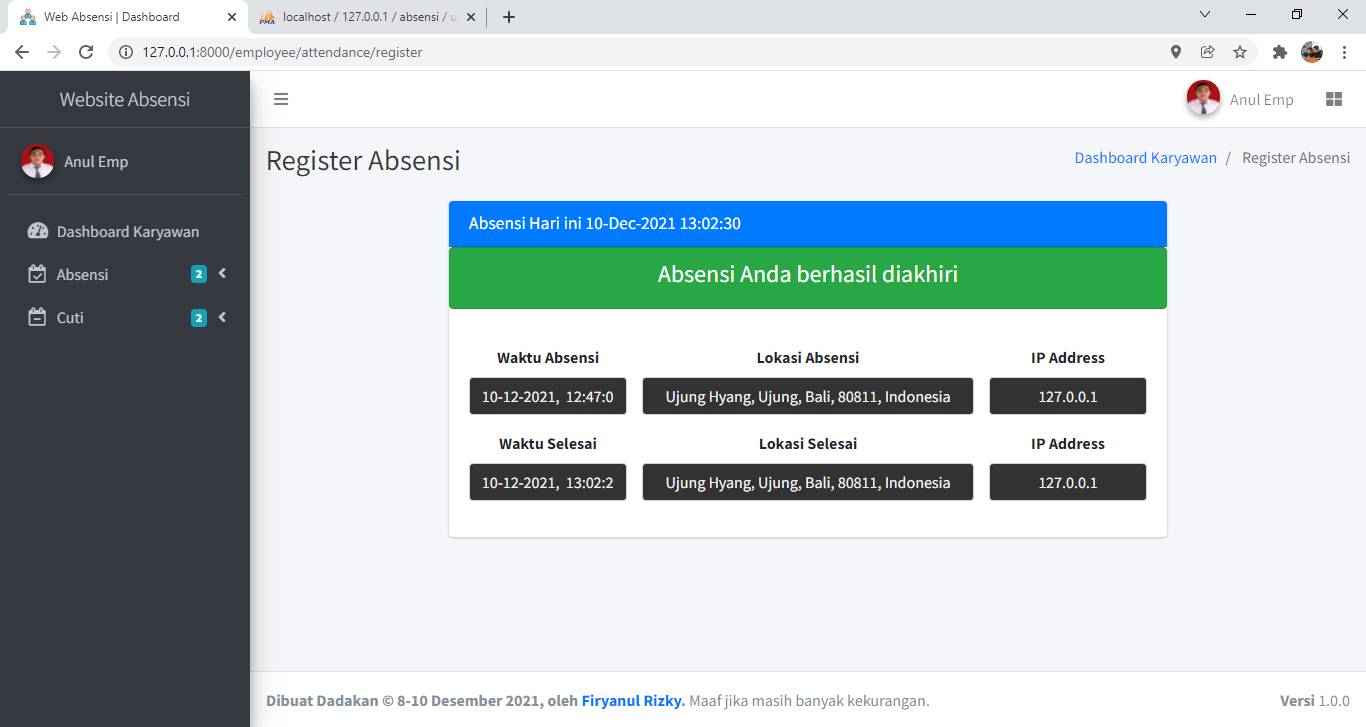 Web Absensi | Dashboard
localhost / 127.0.0.1 / absensi / u
127.0.0.1:8000/employee/attendance/register
Website Absensi
Anul Emp
Anul Emp
Dashboard Karyawan
Absensi 2
Cuti 2
Register Absensi
Dashboard Karyawan / Register Absensi
Absensi Hari ini 10-Dec-2021 13:02:30
Absensi Anda berhasil diakhiri
Waktu Absensi Lokasi Absensi IP Address
10-12-2021, 12:47:0 Ujung Hyang, Ujung, Bali, 80811, Indonesia 127.0.0.1
Waktu Selesai Lokasi Selesai IP Address
10-12-2021, 13:02:2 Ujung Hyang, Ujung, Bali, 80811, Indonesia 127.0.0.1
Dibuat Dadakan © 8-10 Desember 2021, oleh Firyanul Rizky. Maaf jika masih banyak kekurangan.
Versi 1.0.0